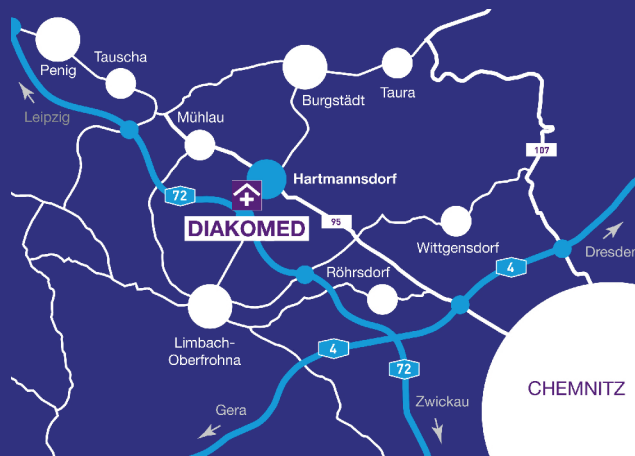 Penig
Tauscha
Burgstädt
Taura
Leipzig
Mühlau
107
Hartmannsdorf
72
95
DIAKOMED
Wittgensdorf
Dresden
4
Röhrsdorf
Limbach-
Oberfrohna
4
72
CHEMNITZ
Gera
Zwickau